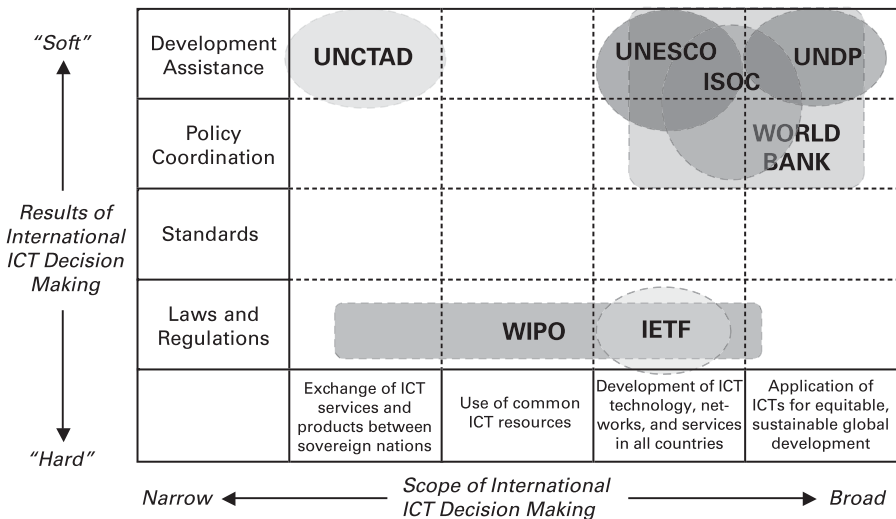 “Soft”
Development
Assistance
UNCTAD
UNESCO
UNDP
ISOC
Policy
Coordination
WORLD
BANK
Results of
International
ICT Decision
Making
Standards
Laws and
Regulations
WIPO
IETF
“Hard”
Exchange of ICT
services and
products between
sovereign nations
Use of common
ICT resources
Development of ICT
technology, net-
works, and services
in all countries
Application of
ICTs for equitable,
sustainable global
development
Narrow
Scope of International
ICT Decision Making
Broad